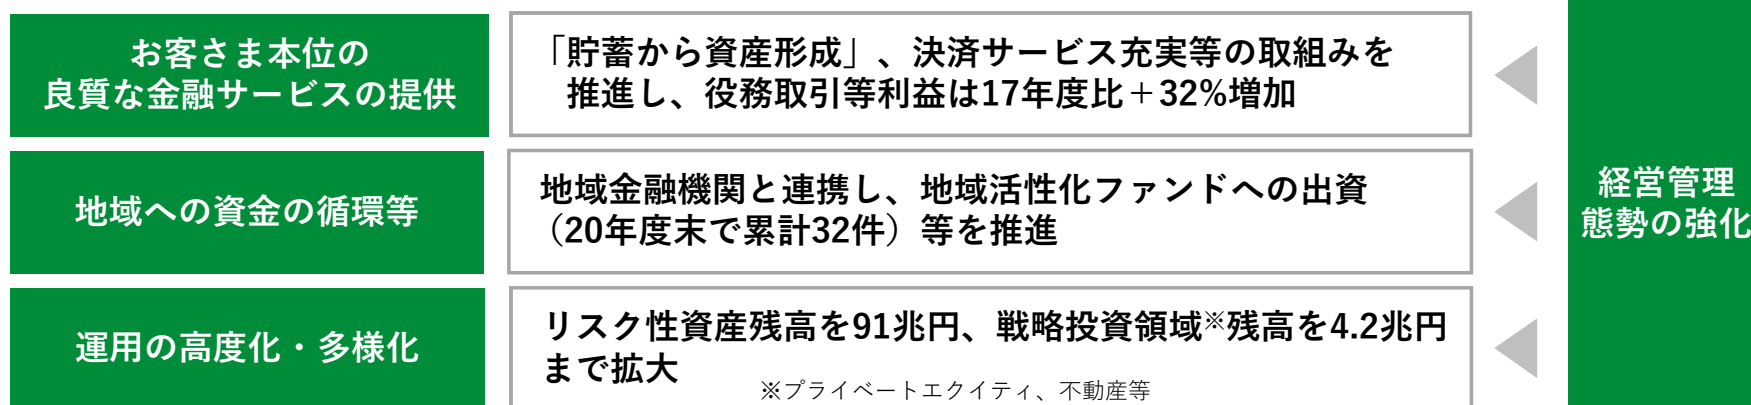 お客さま本位の
良質な金融サービスの提供
「貯蓄から資産形成」、決済サービス充実等の取組みを
推進し、役務取引等利益は17年度比＋32%増加
地域への資金の循環等
地域金融機関と連携し、地域活性化ファンドへの出資
（20年度末で累計32件）等を推進
運用の高度化・多様化
リスク性資産残高を91兆円、戦略投資領域※残高を4.2兆円
まで拡大
※プライベートエクイティ、不動産等
経営管理
態勢の強化